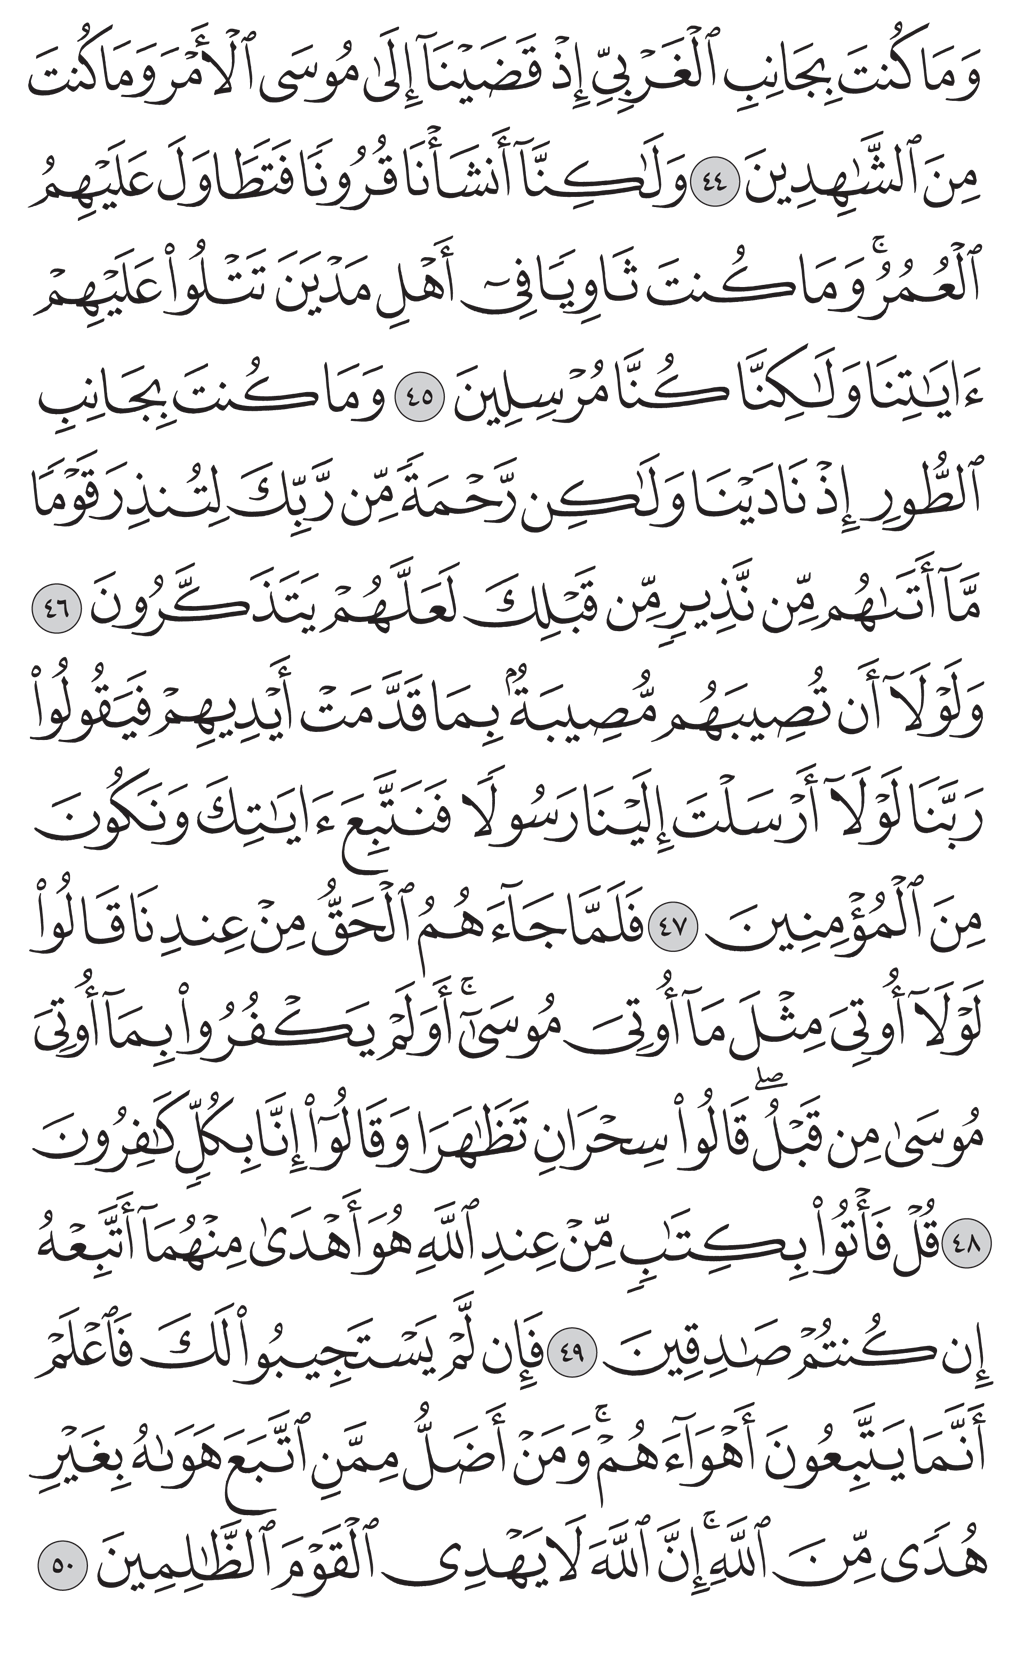 وَمَا كُنتَ بِجَانِبِ ٱلْغَرْبِيِّ إِذْ قَضَيْنَآ إِلَىٰ مُوسَى ٱلْأَمْرَ وَمَا كُنتَ
مِنَ ٱلشَّٰهِدِينَ ٤٤ وَلَٰكِنَّآ أَنشَأْنَا قُرُونًا فَتَطَاوَلَ عَلَيْهِمُ
ٱلْعُمُرُ ۚ وَمَا كُنتَ ثَاوِيًا فِىٓ أَهْلِ مَدْيَنَ تَتْلُوا۟ عَلَيْهِمْ
ءَايَٰتِنَا وَلَٰكِنَّا كُنَّا مُرْسِلِينَ ٤٥ وَمَا كُنتَ بِجَانِبِ
ٱلطُّورِ إِذْ نَادَيْنَا وَلَٰكِن رَّحْمَةً مِّن رَّبِّكَ لِتُنذِرَ قَوْمًا
مَّآ أَتَىٰهُم مِّن نَّذِيرٍ مِّن قَبْلِكَ لَعَلَّهُمْ يَتَذَكَّرُونَ ٤٦
وَلَوْلَآ أَن تُصِيبَهُم مُّصِيبَةٌۢ بِمَا قَدَّمَتْ أَيْدِيهِمْ فَيَقُولُوا۟
رَبَّنَا لَوْلَآ أَرْسَلْتَ إِلَيْنَا رَسُولًا فَنَتَّبِعَ ءَايَٰتِكَ وَنَكُونَ
مِنَ ٱلْمُؤْمِنِينَ ٤٧ فَلَمَّا جَآءَهُمُ ٱلْحَقُّ مِنْ عِندِنَا قَالُوا۟
لَوْلَآ أُوتِىَ مِثْلَ مَآ أُوتِىَ مُوسَىٰٓ ۚ أَوَلَمْ يَكْفُرُوا۟ بِمَآ أُوتِىَ
مُوسَىٰ مِن قَبْلُ ۖ قَالُوا۟ سِحْرَانِ تَظَٰهَرَا وَقَالُوٓا۟ إِنَّا بِكُلٍّ كَٰفِرُونَ
٤٨ قُلْ فَأْتُوا۟ بِكِتَٰبٍ مِّنْ عِندِ ٱللَّهِ هُوَ أَهْدَىٰ مِنْهُمَآ أَتَّبِعْهُ
إِن كُنتُمْ صَٰدِقِينَ ٤٩ فَإِن لَّمْ يَسْتَجِيبُوا۟ لَكَ فَٱعْلَمْ
أَنَّمَا يَتَّبِعُونَ أَهْوَآءَهُمْ ۚ وَمَنْ أَضَلُّ مِمَّنِ ٱتَّبَعَ هَوَىٰهُ بِغَيْرِ
هُدًى مِّنَ ٱللَّهِ ۚ إِنَّ ٱللَّهَ لَا يَهْدِى ٱلْقَوْمَ ٱلظَّٰلِمِينَ ٥٠